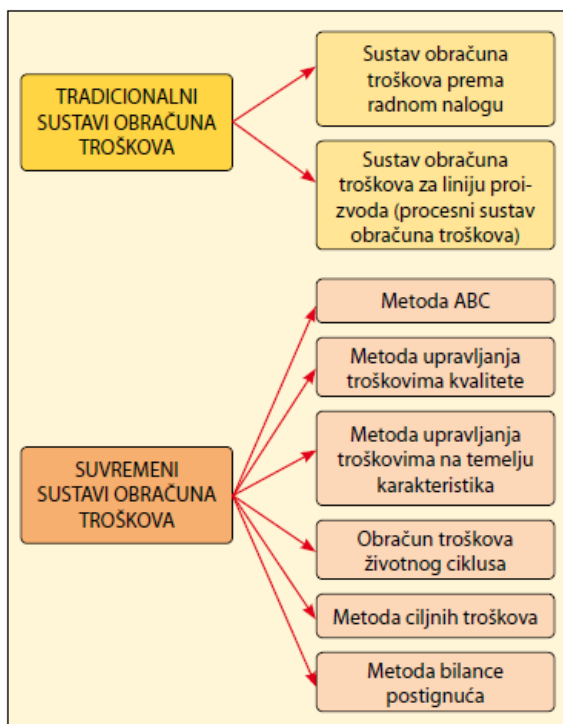 TRADICIONALNI
SUSTAVI OBRAČUNA
TROŠKOVA
Sustav obračuna
troškova prema
radnom nalogu
Sustav obračuna
troškova za liniju proi-
zvoda (procesni sustav
obračuna troškova)
SUVREMENI
SUSTAVI OBRAČUNA
TROŠKOVA
Metoda ABC
Metoda upravljanja
troškovima kvalitete
Metoda upravljanja
troškovima na temelju
karakteristika
Obračun troškova
životnog ciklusa
Metoda ciljnih troškova
Metoda bilance
postignuća